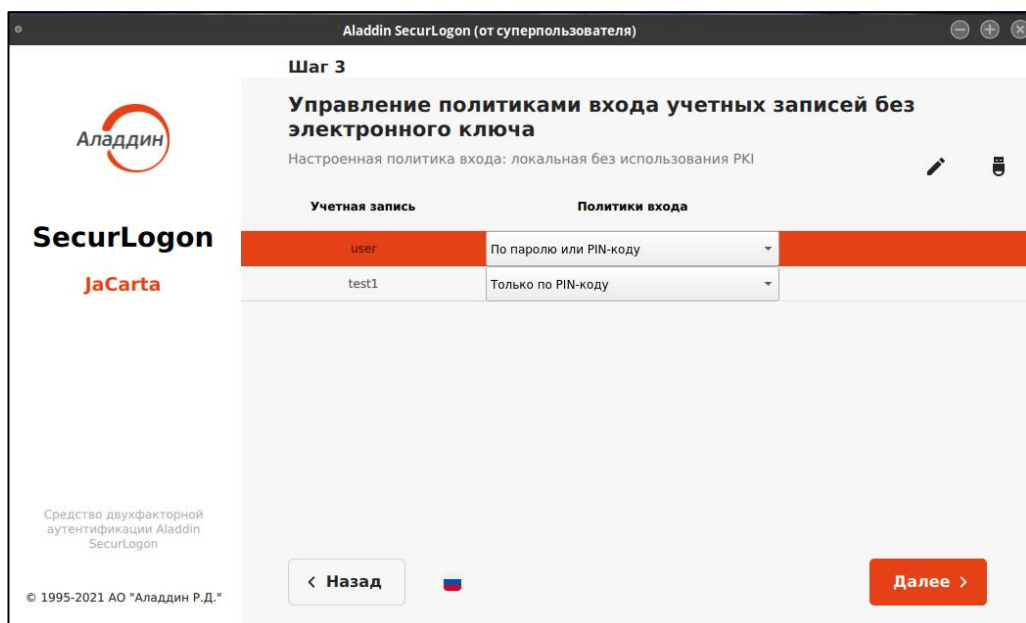 Aladdin SecurLogon (от суперпользователя)
Шаг 3
Аладдин
Управление политиками входа учетных записей без
электронного ключа
Настроенная политика входа: локальная без использования PKI
Учетная запись
Политики входа
SecurLogon
JaCarta
user
По паролю или PIN-коду
test1
Только по PIN-коду
Средство двухфакторной
аутентификации Aladdin
SecurLogon
© 1995-2021 АО "Аладдин Р.Д."
Назад
Далее